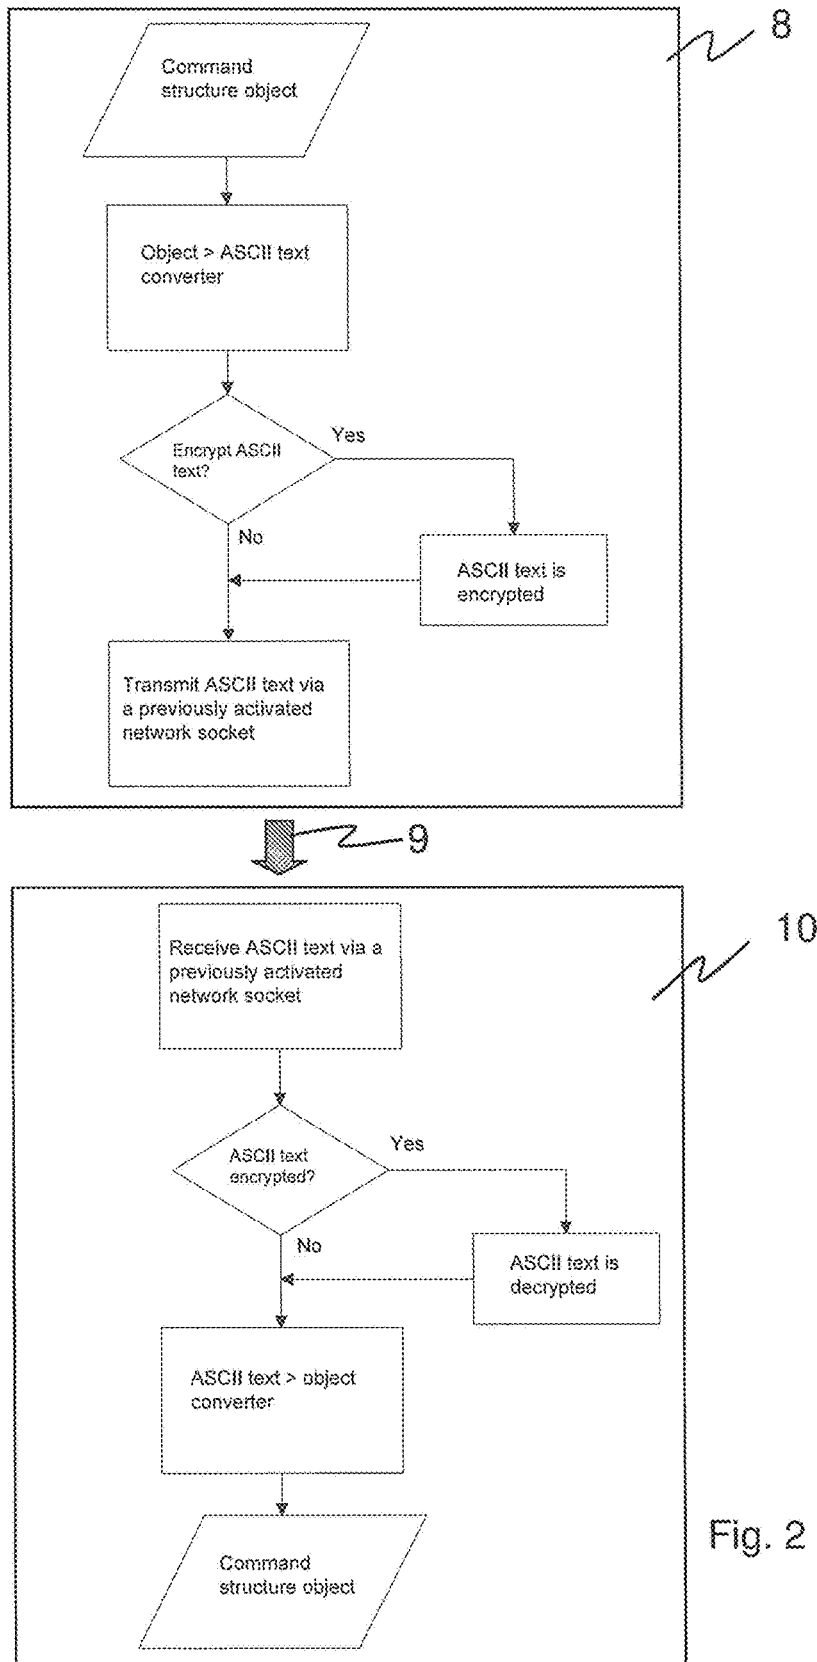 8
Command
structure object
Object > ASCII text
converter
Encrypt ASCII
text?
Yes
No
ASCII text is
encrypted
Transmit ASCII text via
a previously activated
network socket
9
10
Receive ASCII text via a
previously activated
network socket
ASCII text
encrypted?
Yes
No
ASCII text is
decrypted
ASCII text > object
converter
Command
structure object
Fig. 2